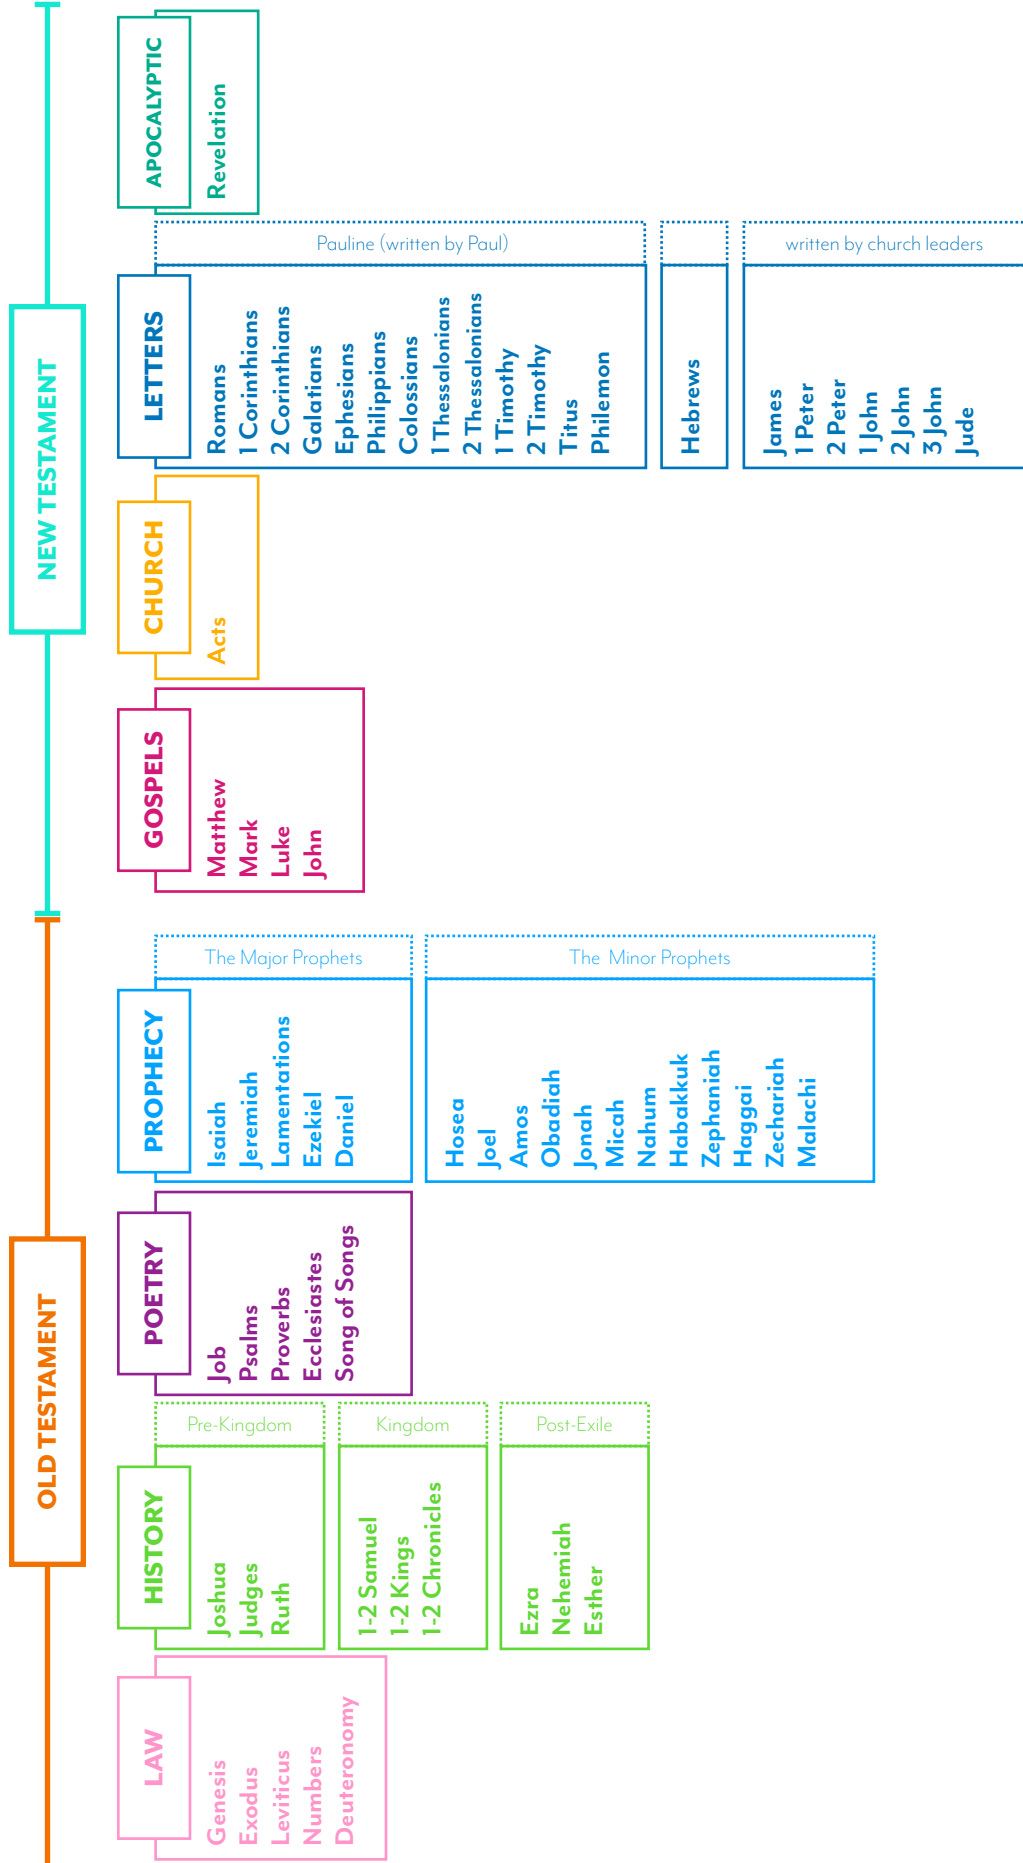 OLD TESTAMENT
LAW
Genesis
Exodus
Leviticus
Numbers
Deuteronomy
HISTORY
Pre-Kingdom
Joshua
Judges
Ruth
Kingdom
1-2 Samuel
1-2 Kings
1-2 Chronicles
Post-Exile
Ezra
Nehemiah
Esther
POETRY
Job
Psalms
Proverbs
Ecclesiastes
Song of Songs
PROPHECY
The Major Prophets
Isaiah
Jeremiah
Lamentations
Ezekiel
Daniel
The Minor Prophets
Hosea
Joel
Amos
Obadiah
Jonah
Micah
Nahum
Habakkuk
Zephaniah
Haggai
Zechariah
Malachi
NEW TESTAMENT
GOSPELS
Matthew
Mark
Luke
John
CHURCH
Acts
LETTERS
Pauline (written by Paul)
Romans
1 Corinthians
2 Corinthians
Galatians
Ephesians
Philippians
Colossians
1 Thessalonians
2 Thessalonians
1 Timothy
2 Timothy
Titus
Philemon
Hebrews
written by church leaders
James
1 Peter
2 Peter
1 John
2 John
3 John
Jude
APOCALYPTIC
Revelation